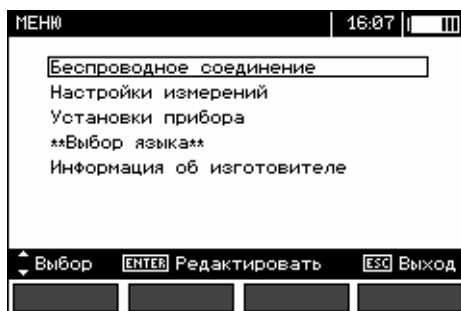 МЕНЮ 16:07
Беспроводное соединение
Настройки измерений
Установки прибора
**Выбор языка**
Информация об изготовителе
Выбор ENTER Редактировать ESC Выход